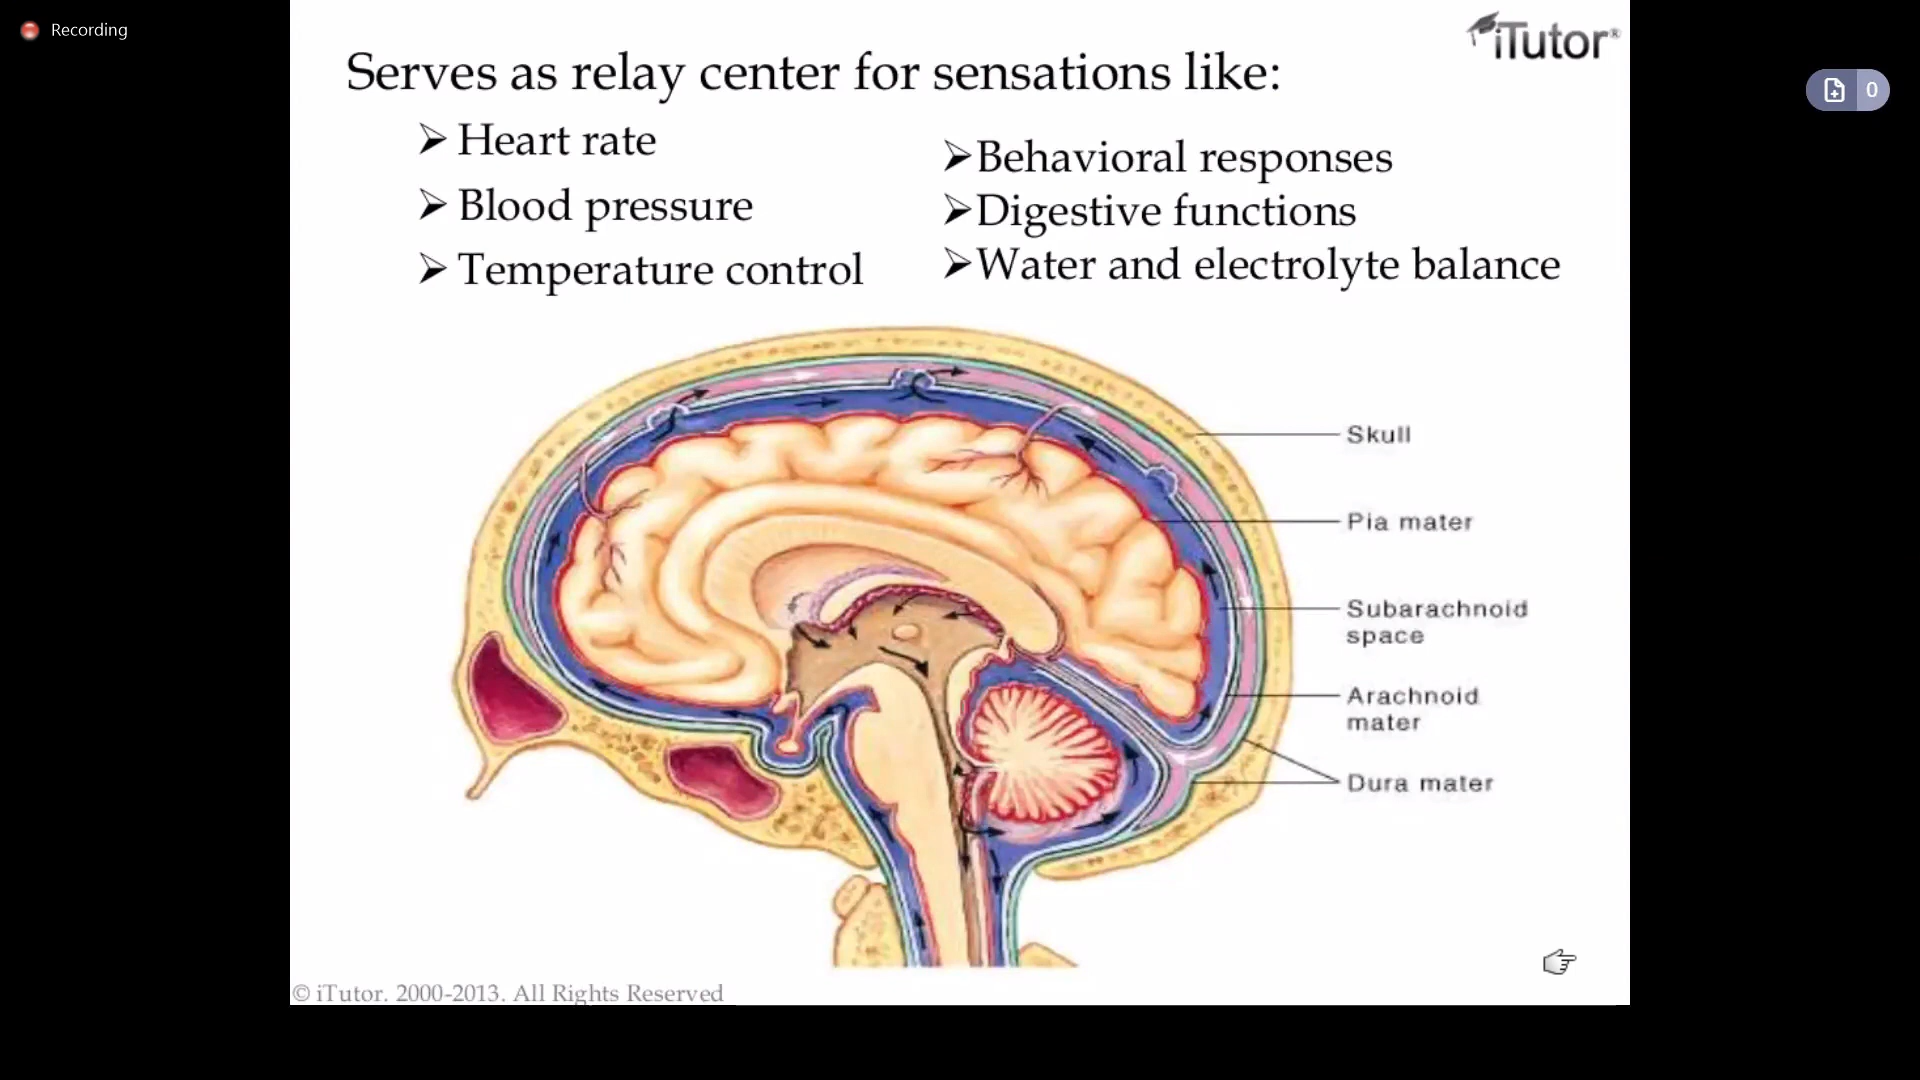 Recording
iTutor®
0
Serves as relay center for sensations like:
➢ Heart rate
➢ Blood pressure
➢ Temperature control
➢Behavioral responses
➢Digestive functions
➢Water and electrolyte balance
Skull
Pia mater
Subarachnoid
space
Arachnoid
mater
Dura mater
© iTutor. 2000-2013. All Rights Reserved